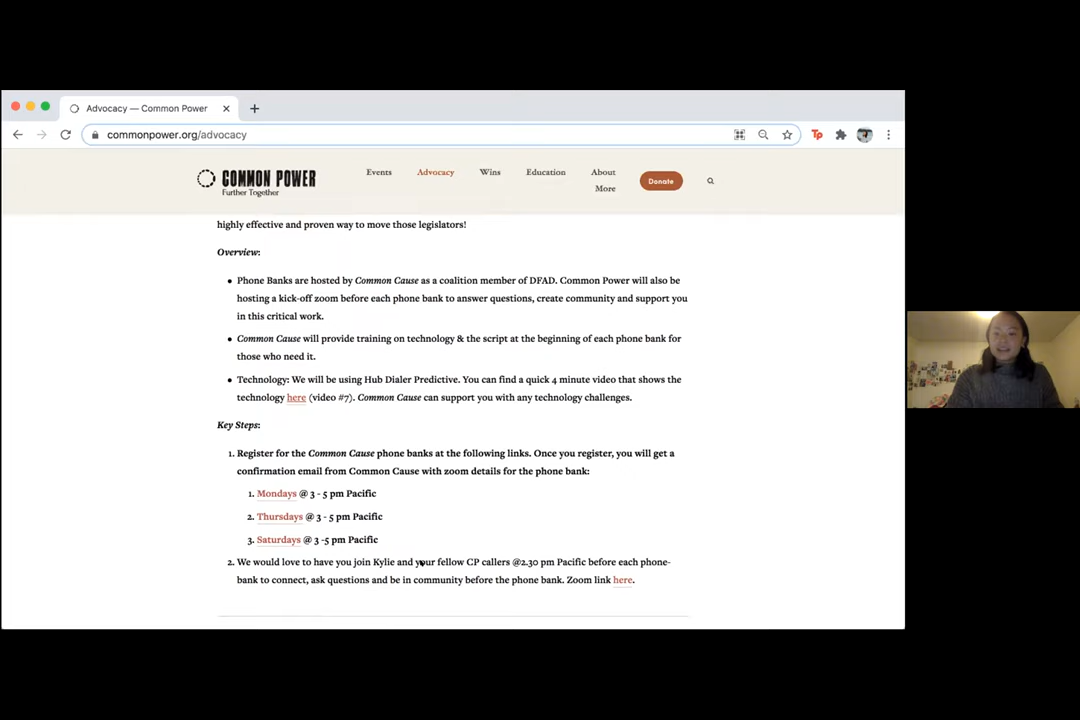 Advocacy — Common Power
commonpower.org/advocacy
Tp
COMMON POWER
Further Together
Events
Advocacy
Wins
Education
About
More
Donate
highly effective and proven way to move those legislators!
Overview:
Phone Banks are hosted by Common Cause as a coalition member of DFAD. Common Power will also be
hosting a kick-off zoom before each phone bank to answer questions, create community and support you
in this critical work.
Common Cause will provide training on technology & the script at the beginning of each phone bank for
those who need it.
Technology: We will be using Hub Dialer Predictive. You can find a quick 4 minute video that shows the
technology here (video #7). Common Cause can support you with any technology challenges.
Key Steps:
1. Register for the Common Cause phone banks at the following links. Once you register, you will get a
confirmation email from Common Cause with zoom details for the phone bank:
1. Mondays @ 3 - 5 pm Pacific
2. Thursdays @ 3 - 5 pm Pacific
3. Saturdays @ 3 -5 pm Pacific
2. We would love to have you join Kylie and your fellow CP callers @2.30 pm Pacific before each phone-
bank to connect, ask questions and be in community before the phone bank. Zoom link here.